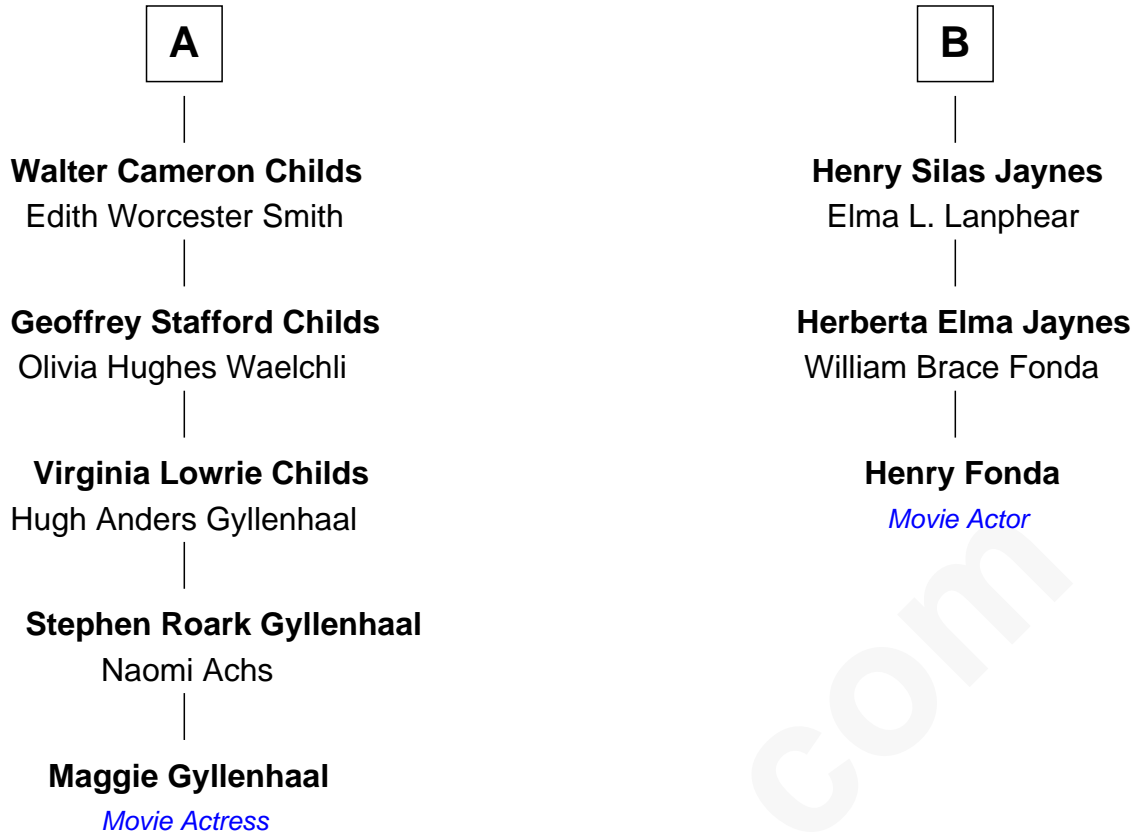 A
Walter Cameron Childs
Edith Worcester Smith
Geoffrey Stafford Childs
Olivia Hughes Waelchli
Virginia Lowrie Childs
Hugh Anders Gyllenhaal
Stephen Roark Gyllenhaal
Naomi Achs
Maggie Gyllenhaal
Movie Actress
B
Henry Silas Jaynes
Elma L. Lanphear
Herberta Elma Jaynes
William Brace Fonda
Henry Fonda
Movie Actor
com